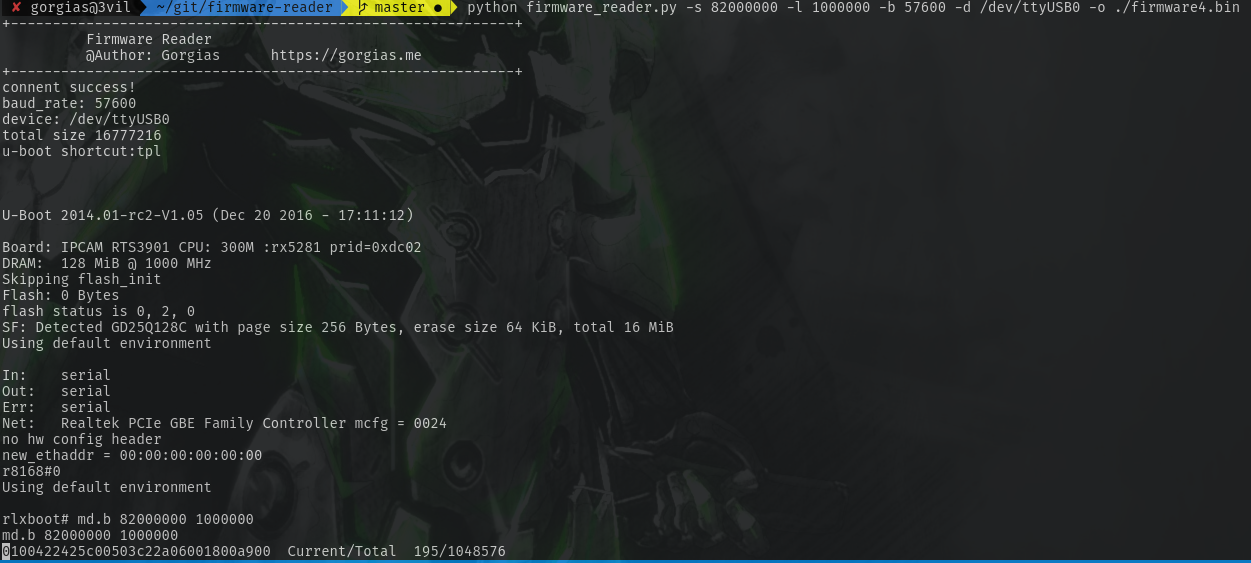 ✘ gorgias@3vil ~/git/firmware-reader master ● python firmware_reader.py -s 82000000 -l 1000000 -b 57600 -d /dev/ttyUSB0 -o ./firmware4.bin
+------------------------------------------------------------+
Firmware Reader
@Author: Gorgias https://gorgias.me
+------------------------------------------------------------+
connent success!
baud_rate: 57600
device: /dev/ttyUSB0
total size 16777216
u-boot shortcut:tpl
U-Boot 2014.01-rc2-V1.05 (Dec 20 2016 - 17:11:12)
Board: IPCAM RTS3901 CPU: 300M :rx5281 prid=0xdc02
DRAM: 128 MiB @ 1000 MHz
Skipping flash_init
Flash: 0 Bytes
flash status is 0, 2, 0
SF: Detected GD25Q128C with page size 256 Bytes, erase size 64 KiB, total 16 MiB
Using default environment
In: serial
Out: serial
Err: serial
Net: Realtek PCIe GBE Family Controller mcfg = 0024
no hw config header
new_ethaddr = 00:00:00:00:00:00
r8168#0
Using default environment
rlxboot# md.b 82000000 1000000
md.b 82000000 1000000
0100422425c00503c22a06001800a900 Current/Total 195/1048576